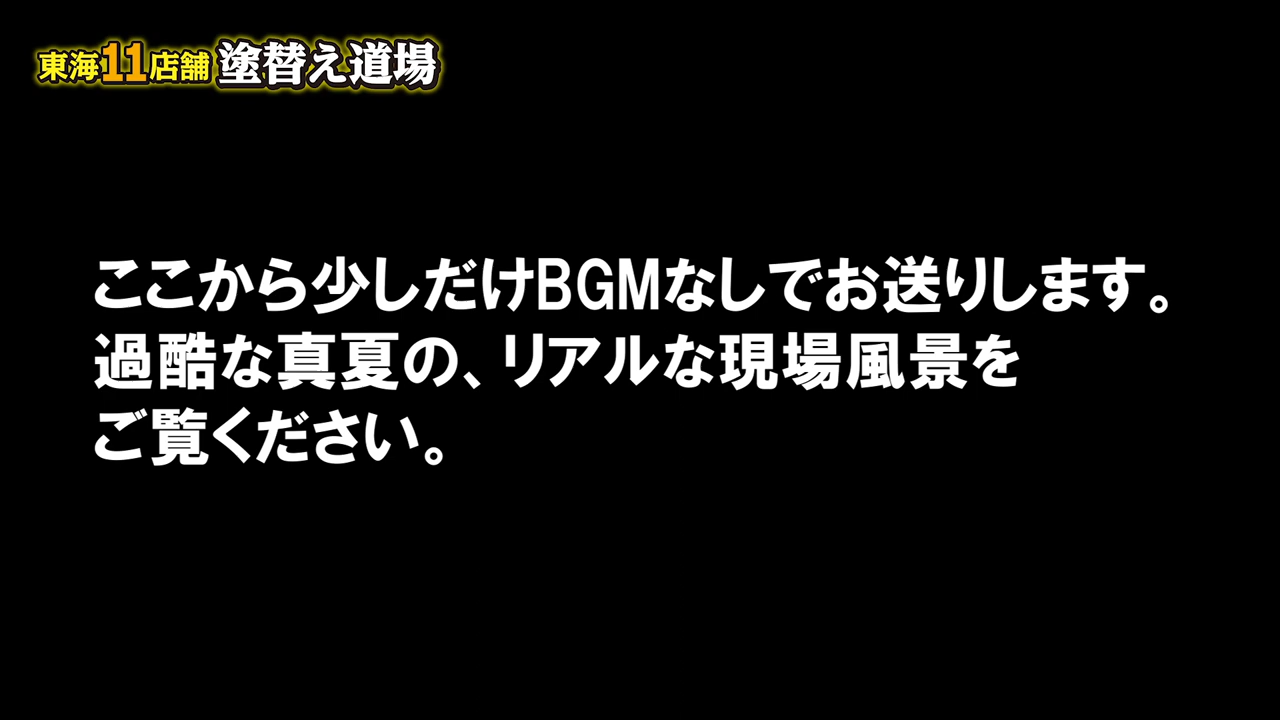 東海11店舗 塗替え道場
ここから少しだけBGMなしでお送りします。
過酷な真夏の、リアルな現場風景を
ご覧ください。